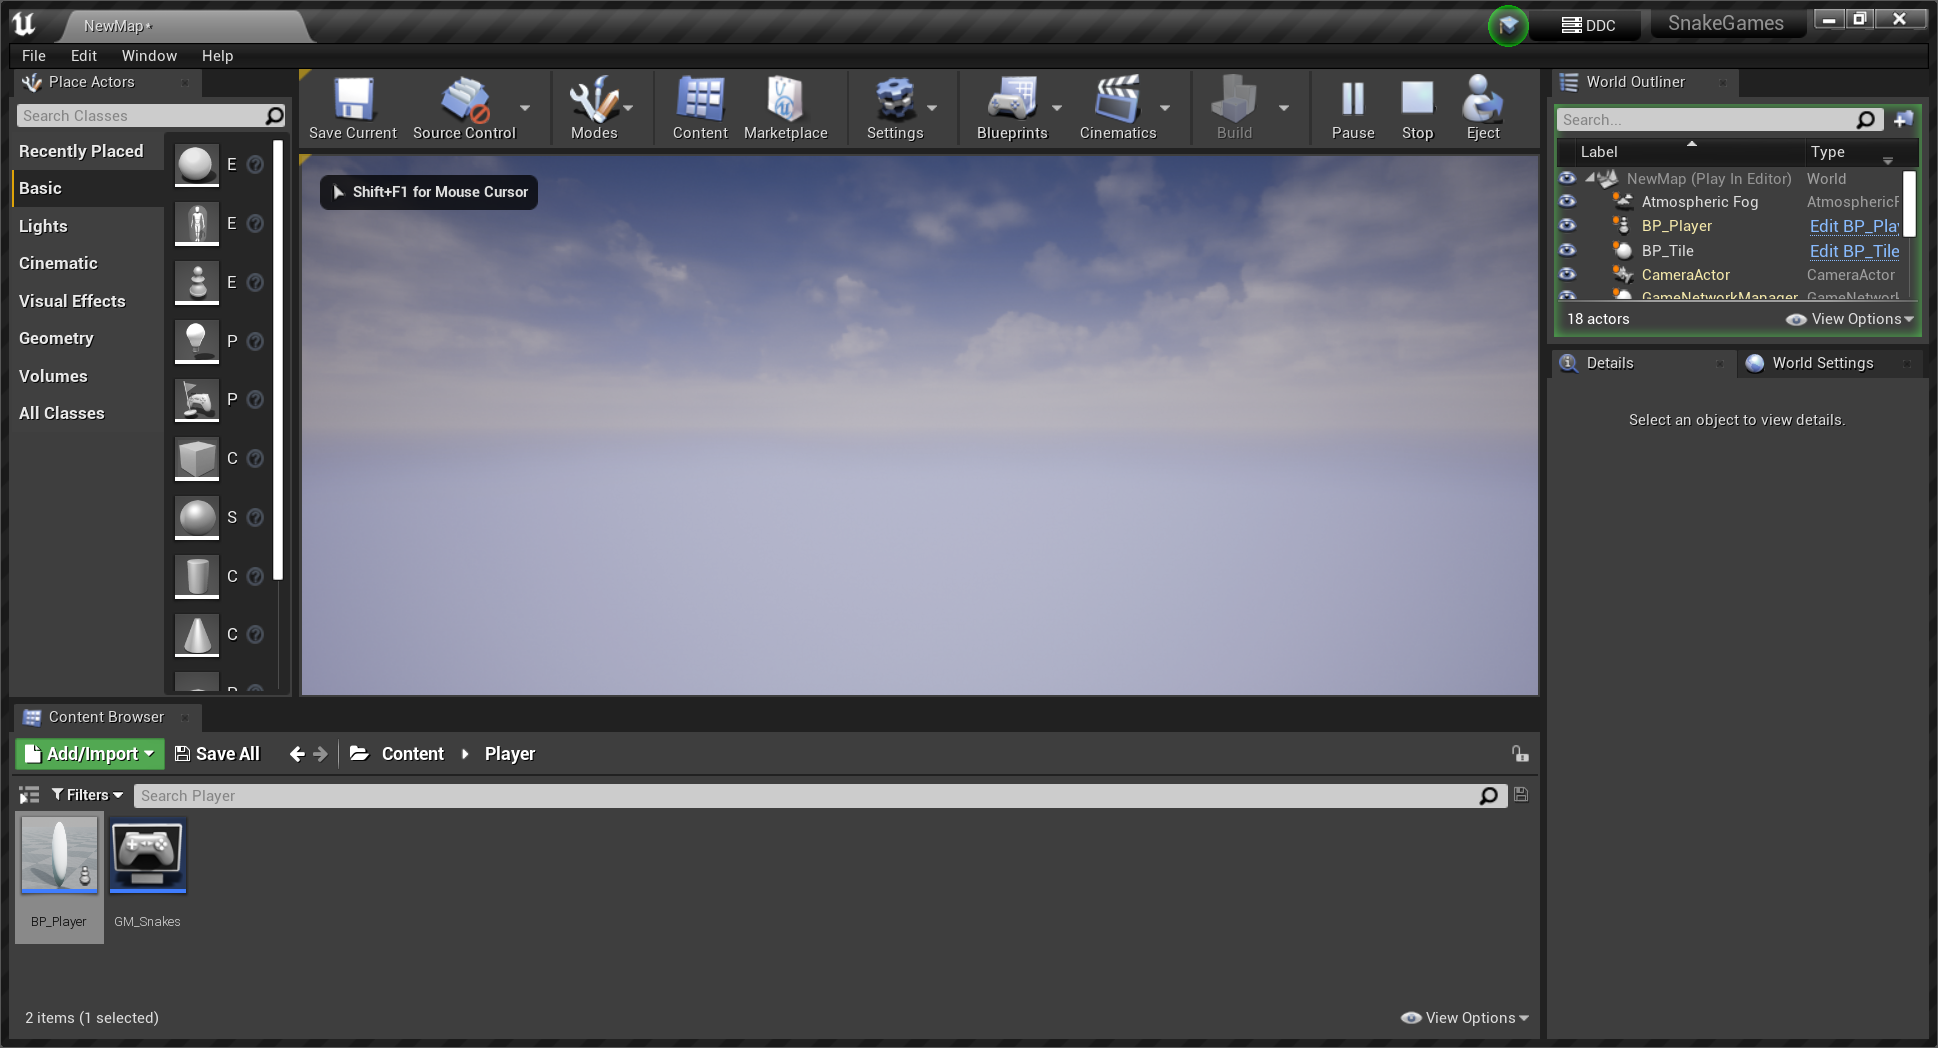 NewMap*
DDC
SnakeGames
File Edit Window Help
Place Actors
Search Classes
Recently Placed
Basic
Lights
Cinematic
Visual Effects
Geometry
Volumes
All Classes
E
E
E
P
P
C
S
C
C
Save Current
Source Control
Modes
Content
Marketplace
Settings
Blueprints
Cinematics
Build
Pause
Stop
Eject
Shift+F1 for Mouse Cursor
World Outliner
Search...
Label Type
NewMap (Play In Editor) World
Atmospheric Fog AtmosphericF
BP_Player Edit BP_Play
BP_Tile Edit BP_Tile
CameraActor CameraActor
GameNetworkManager GameNetwork
18 actors
View Options
Details
World Settings
Select an object to view details.
Content Browser
Add/Import Save All Content Player
Filters Search Player
BP_Player
GM_Snakes
2 items (1 selected)
View Options